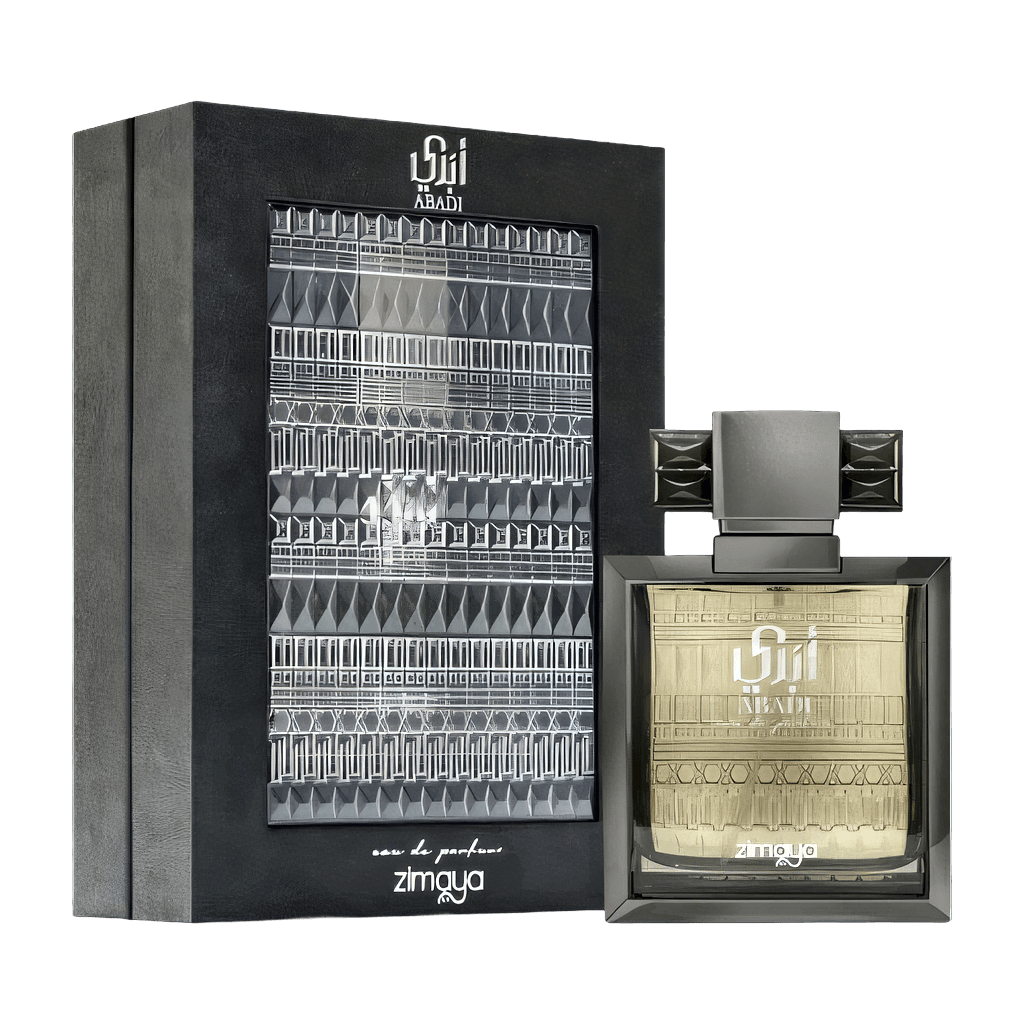 أبدي
ABADI
eau de parfum
zimaya
أبدي
ABADI
zimaya